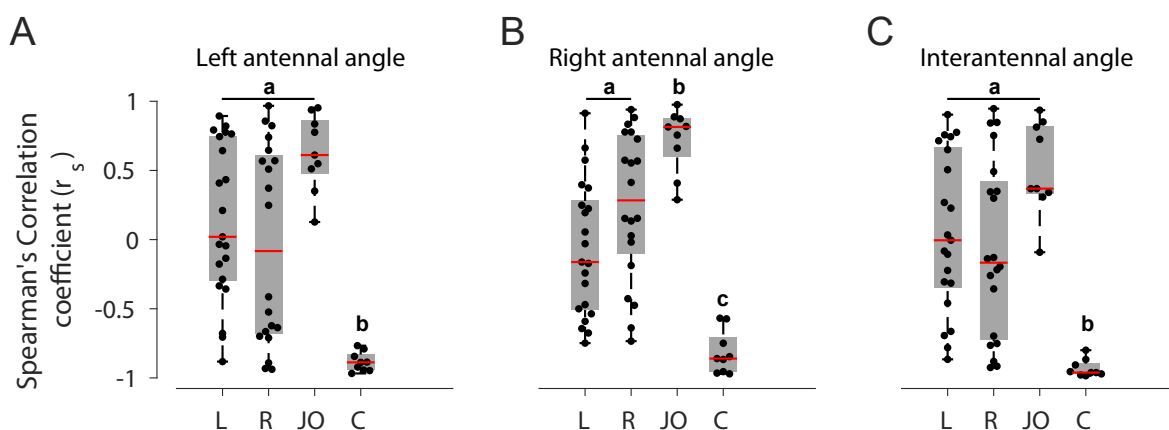 A
B
C
Left antennal angle
Right antennal angle
Interantennal angle
a
a
b
a
1
0.5
0
-0.5
-1
Spearman's Correlation
coefficient (r s)
b
c
b
L R JO C
L R JO C
L R JO C